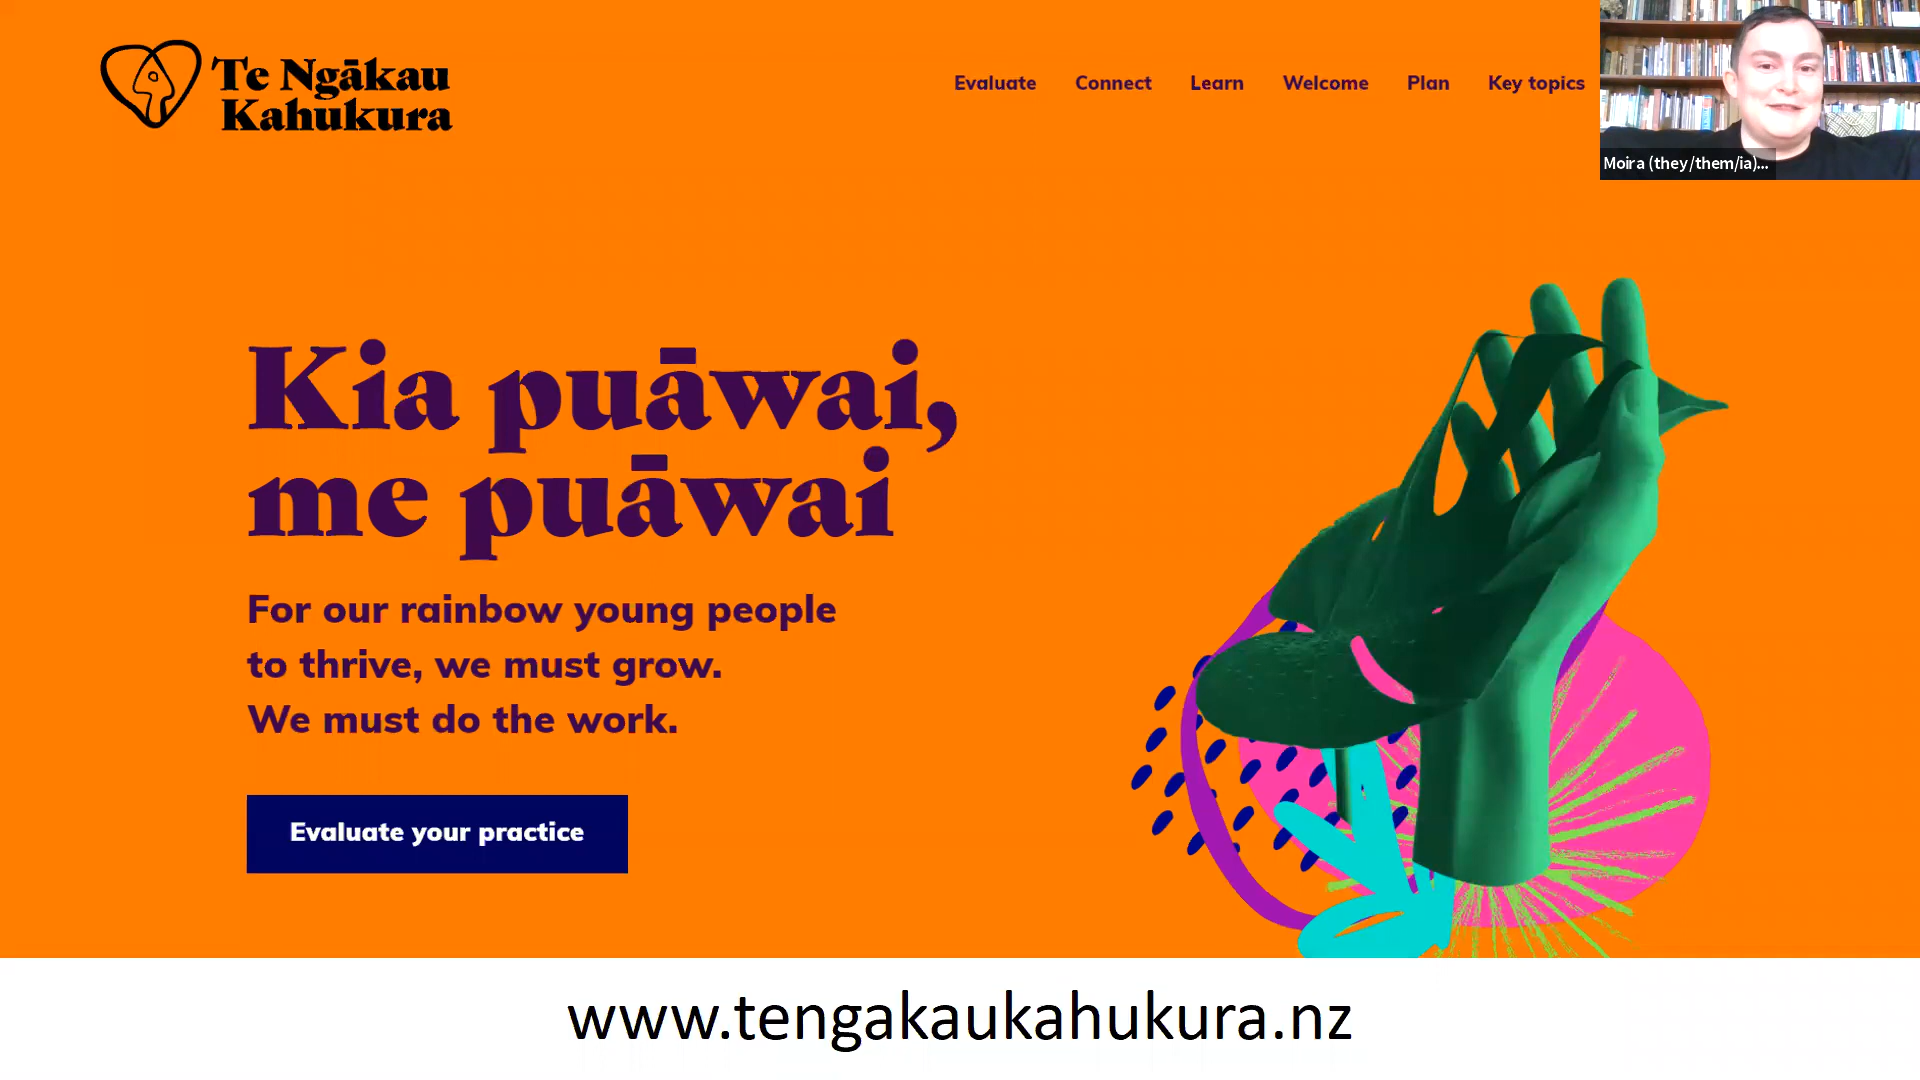 Te Ngākau
Kahukura
Evaluate Connect Learn Welcome Plan Key topics
Moira (they/them/ia)...
Kia puāwai,
me puāwai
For our rainbow young people
to thrive, we must grow.
We must do the work.
Evaluate your practice
www.tengakaukahukura.nz